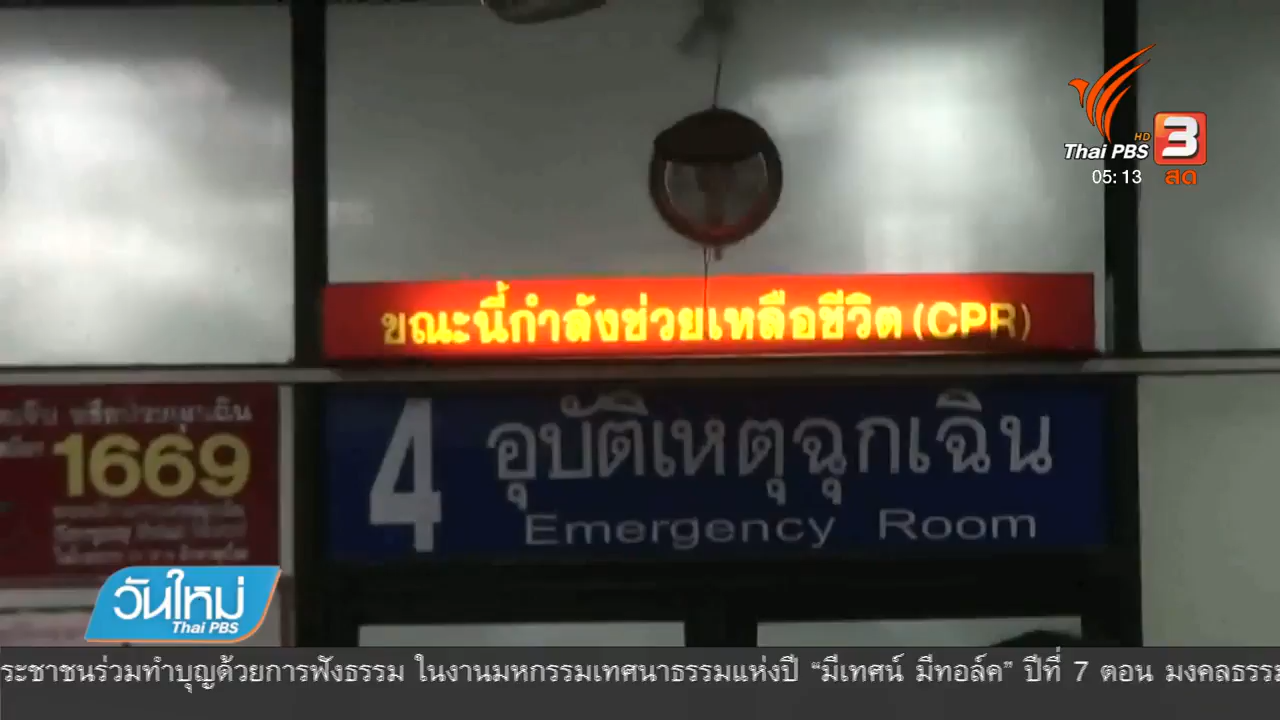 Thai PBS HD 3
05:13 สด
ขณะนี้กำลังช่วยเหลือชีวิต (CPR)
4 อุบัติเหตุฉุกเฉิน
Emergency Room
1669
วันใหม่
Thai PBS
ระชาชนร่วมทำบุญด้วยการฟังธรรม ในงานมหกรรมเทศนาธรรมแห่งปี “มีเทศน์ มีทอล์ค” ปีที่ 7 ตอน มงคลธรรม